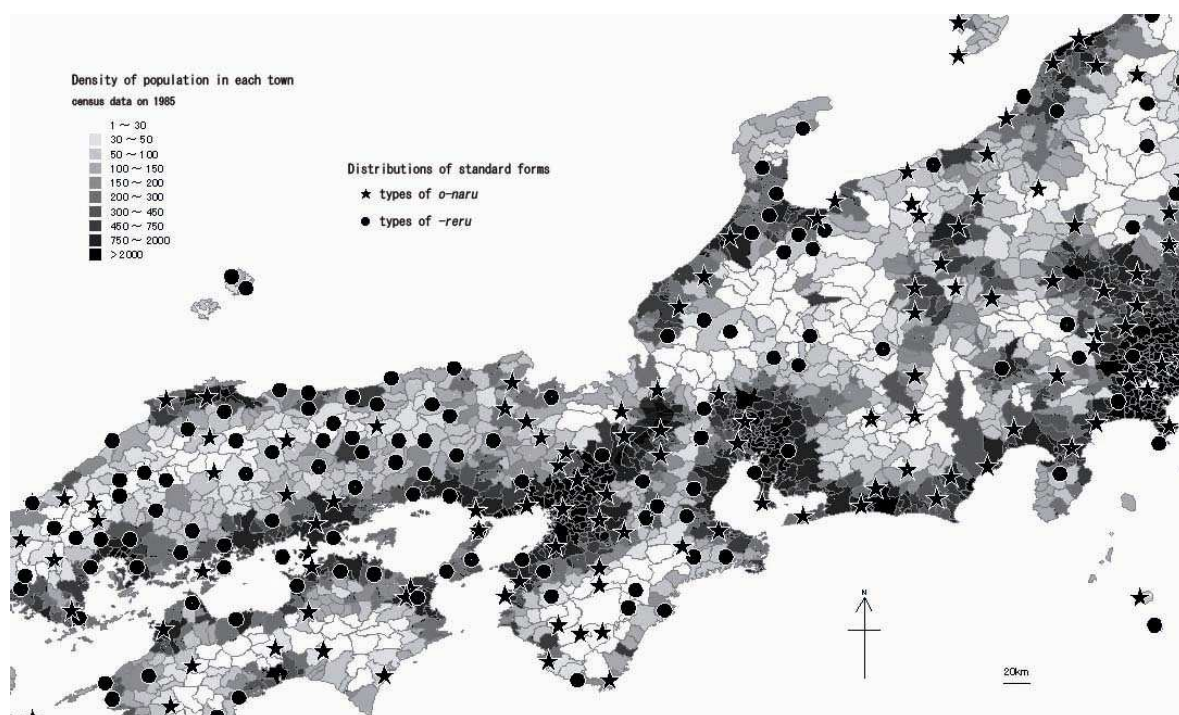 Density of population in each town
census data on 1985
1 ～ 30
30 ～ 50
50 ～ 100
100 ～ 150
150 ～ 200
200 ～ 300
300 ～ 450
450 ～ 750
750 ～ 2000
>2000
Distributions of standard forms
★ types of o-naru
● types of -reru
N
20km